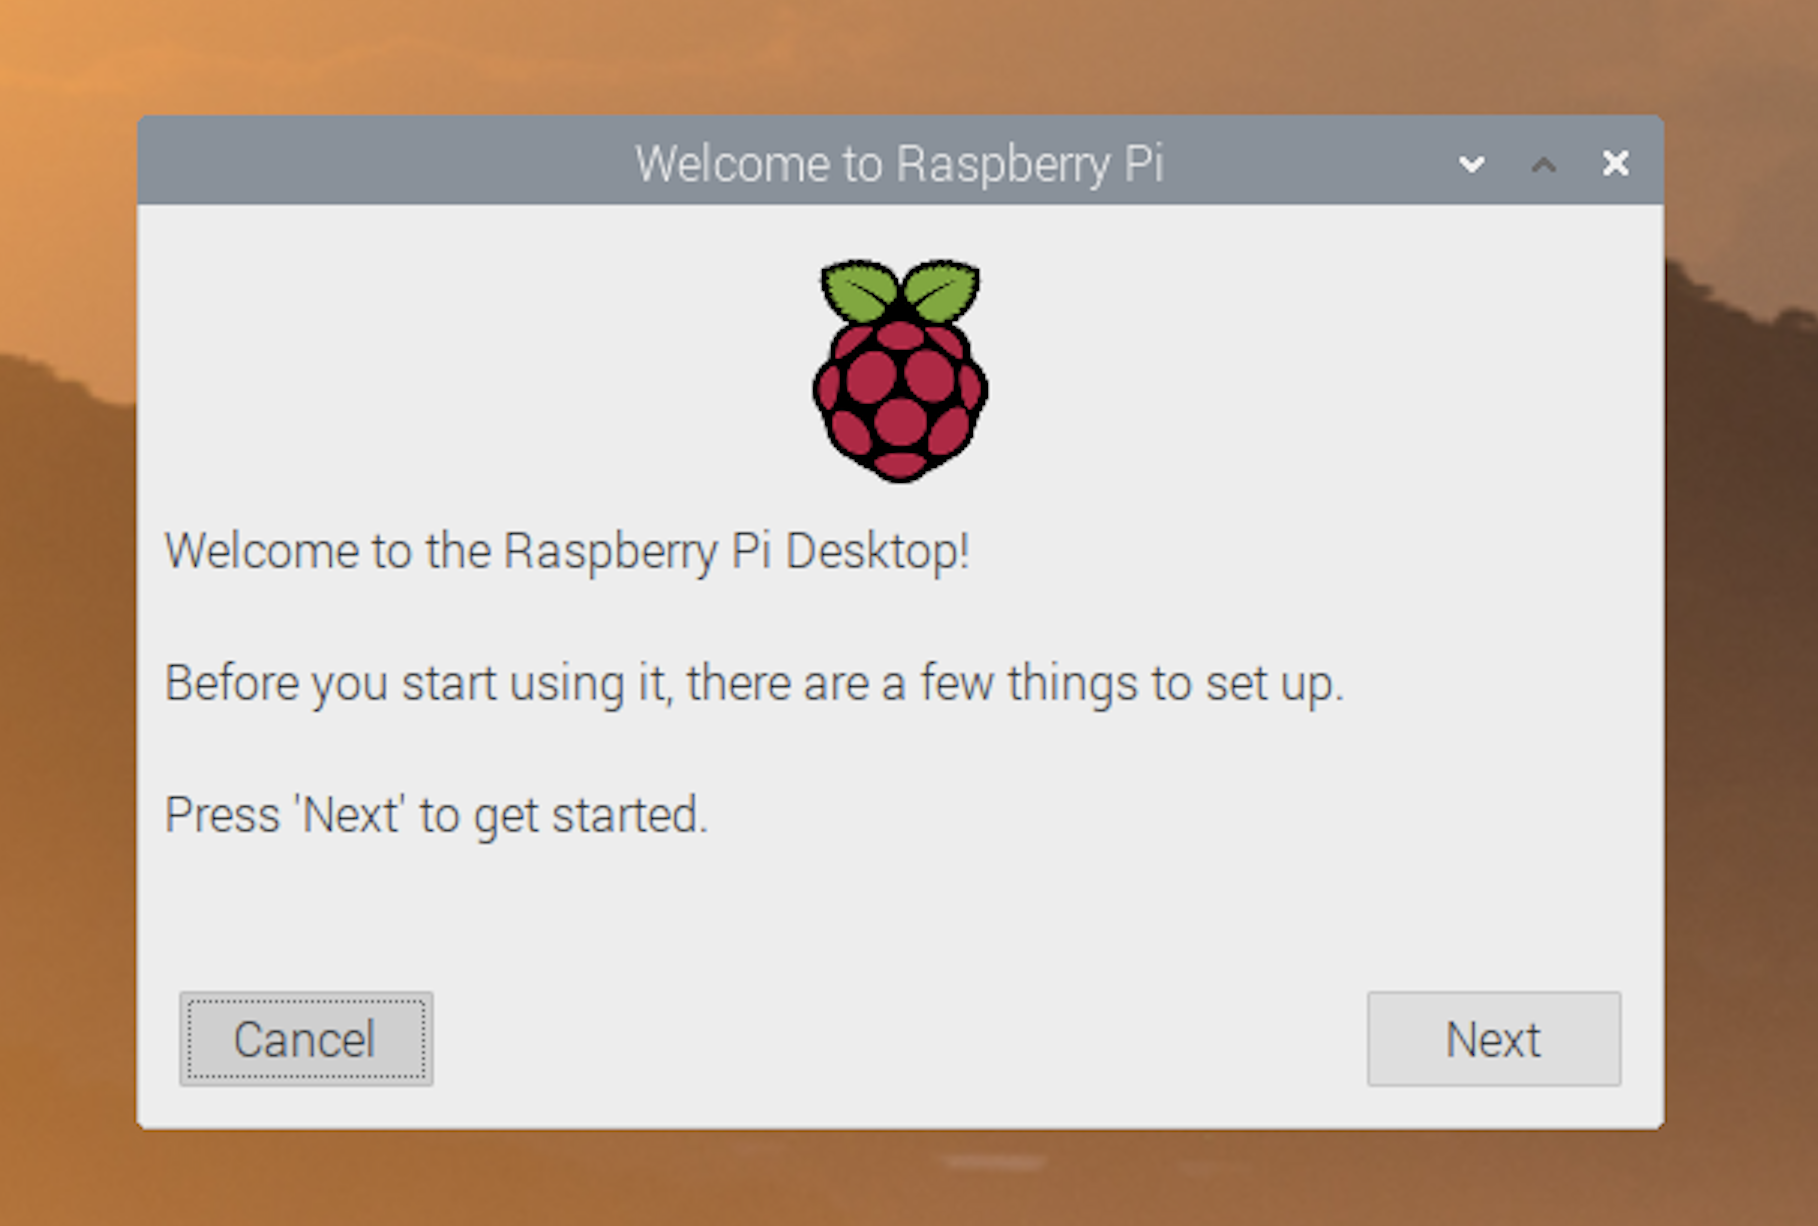 Welcome to Raspberry Pi
Welcome to the Raspberry Pi Desktop!
Before you start using it, there are a few things to set up.
Press 'Next' to get started.
Cancel
Next